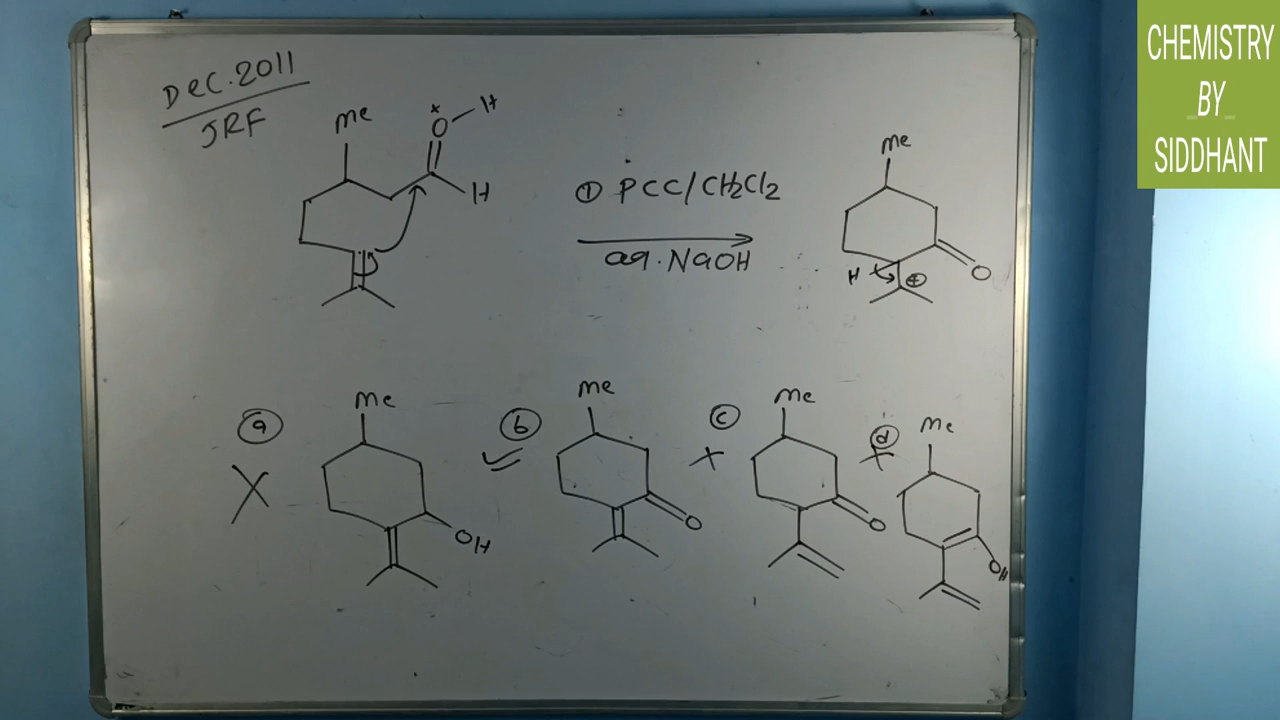 CHEMISTRY
BY
SIDDHANT
Dec. 2011
JRF
Me
O
H
H
① PCC/CH2Cl2
aq. NaOH
Me
O
H
⊕
ⓐ
X
Me
OH
ⓑ
Me
O
ⓒ
X
Me
O
ⓓ
X
Me
OH